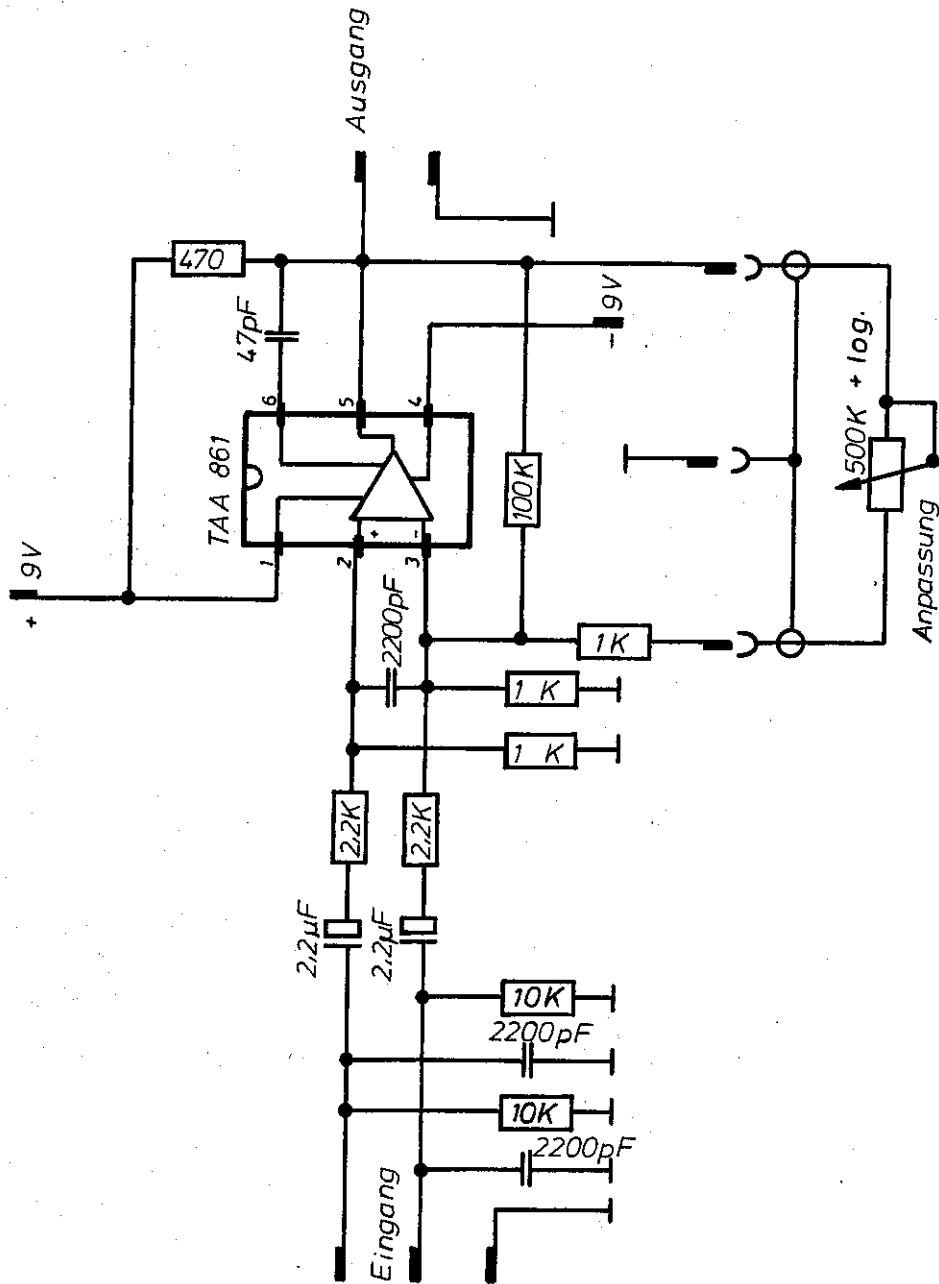 + 9V
TAA 861
1
2
3
+
-
6
5
4
47pF
470
Ausgang
- 9V
2200pF
100K
1K
1 K
1 K
2,2K
2,2K
2,2µF
2,2µF
10K
2200pF
10K
2200pF
Eingang
500K + log.
Anpassung